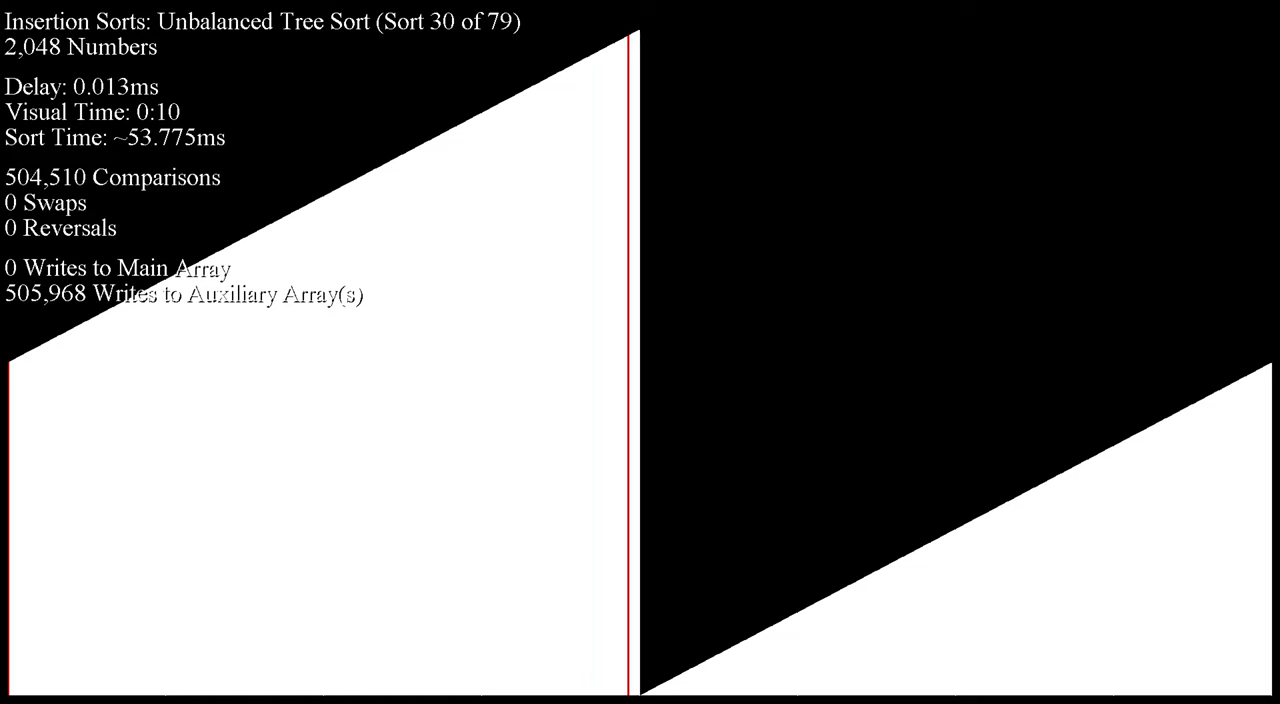 Insertion Sorts: Unbalanced Tree Sort (Sort 30 of 79)
2,048 Numbers
Delay: 0.013ms
Visual Time: 0:10
Sort Time: ~53.775ms
504,510 Comparisons
0 Swaps
0 Reversals
0 Writes to Main Array
505,968 Writes to Auxiliary Array(s)